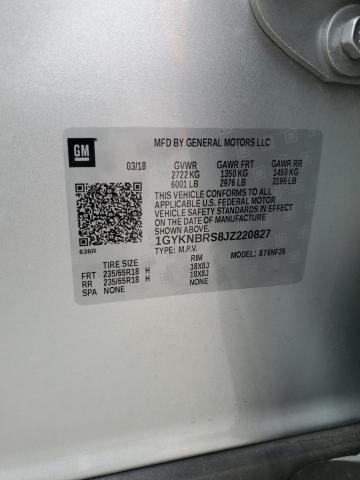 GM
MFD BY GENERAL MOTORS LLC
03/18 GVWR GAWR FRT GAWR RR
2722 KG 1350 KG 1450 KG
6001 LB 2976 LB 3196 LB
THIS VEHICLE CONFORMS TO ALL APPLICABLE
U.S. FEDERAL MOTOR VEHICLE SAFETY AND
THEFT PREVENTION STANDARDS IN EFFECT ON
THE DATE OF MANUFACTURE SHOWN ABOVE.
1GYKNBRS8JZ220827
636R
TYPE: M.P.V. MODEL: 876NF26
TIRE SIZE RIM
FRT 235/65R18 H 18X8J
RR 235/65R18 H 18X8J
SPA NONE NONE